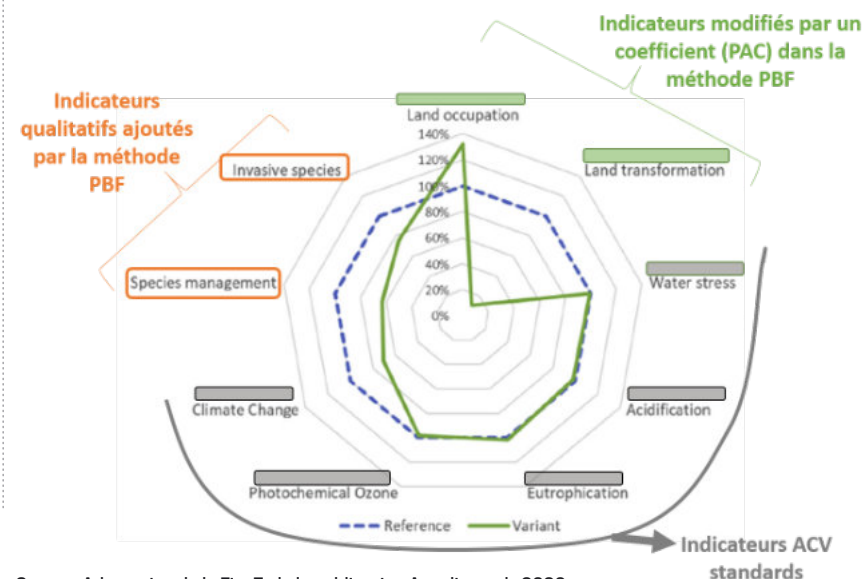 Indicateurs modifiés par un
coefficient (PAC) dans la
méthode PBF
Indicateurs
qualitatifs ajoutés
par la méthode
PBF
Land occupation
140%
120%
100%
80%
60%
40%
20%
0%
Invasive species
Land transformation
Species management
Water stress
Climate Change
Acidification
Photochemical Ozone
Eutrophication
Reference
Variant
Indicateurs ACV
standards